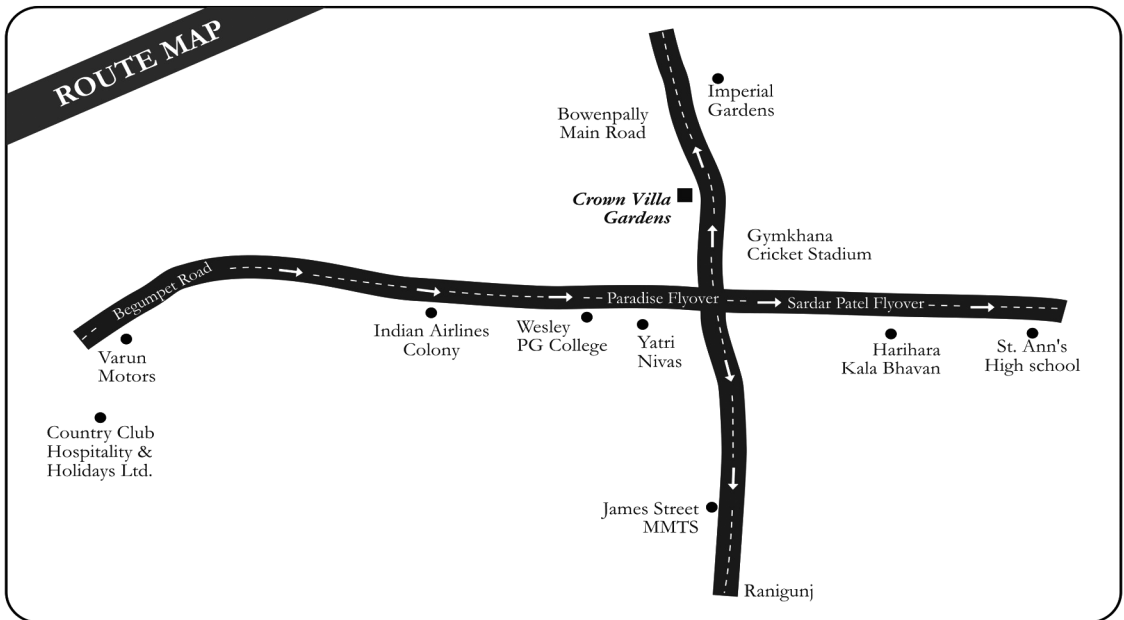 ROUTE MAP
Imperial
Gardens
Bowenpally
Main Road
Crown Villa
Gardens
Gymkhana
Cricket Stadium
Begumpet Road
Paradise Flyover
Sardar Patel Flyover
Indian Airlines
Colony
Wesley
PG College
Yatri
Nivas
Harihara
Kala Bhavan
St. Ann's
High school
Varun
Motors
Country Club
Hospitality &
Holidays Ltd.
James Street
MMTS
Ranigunj